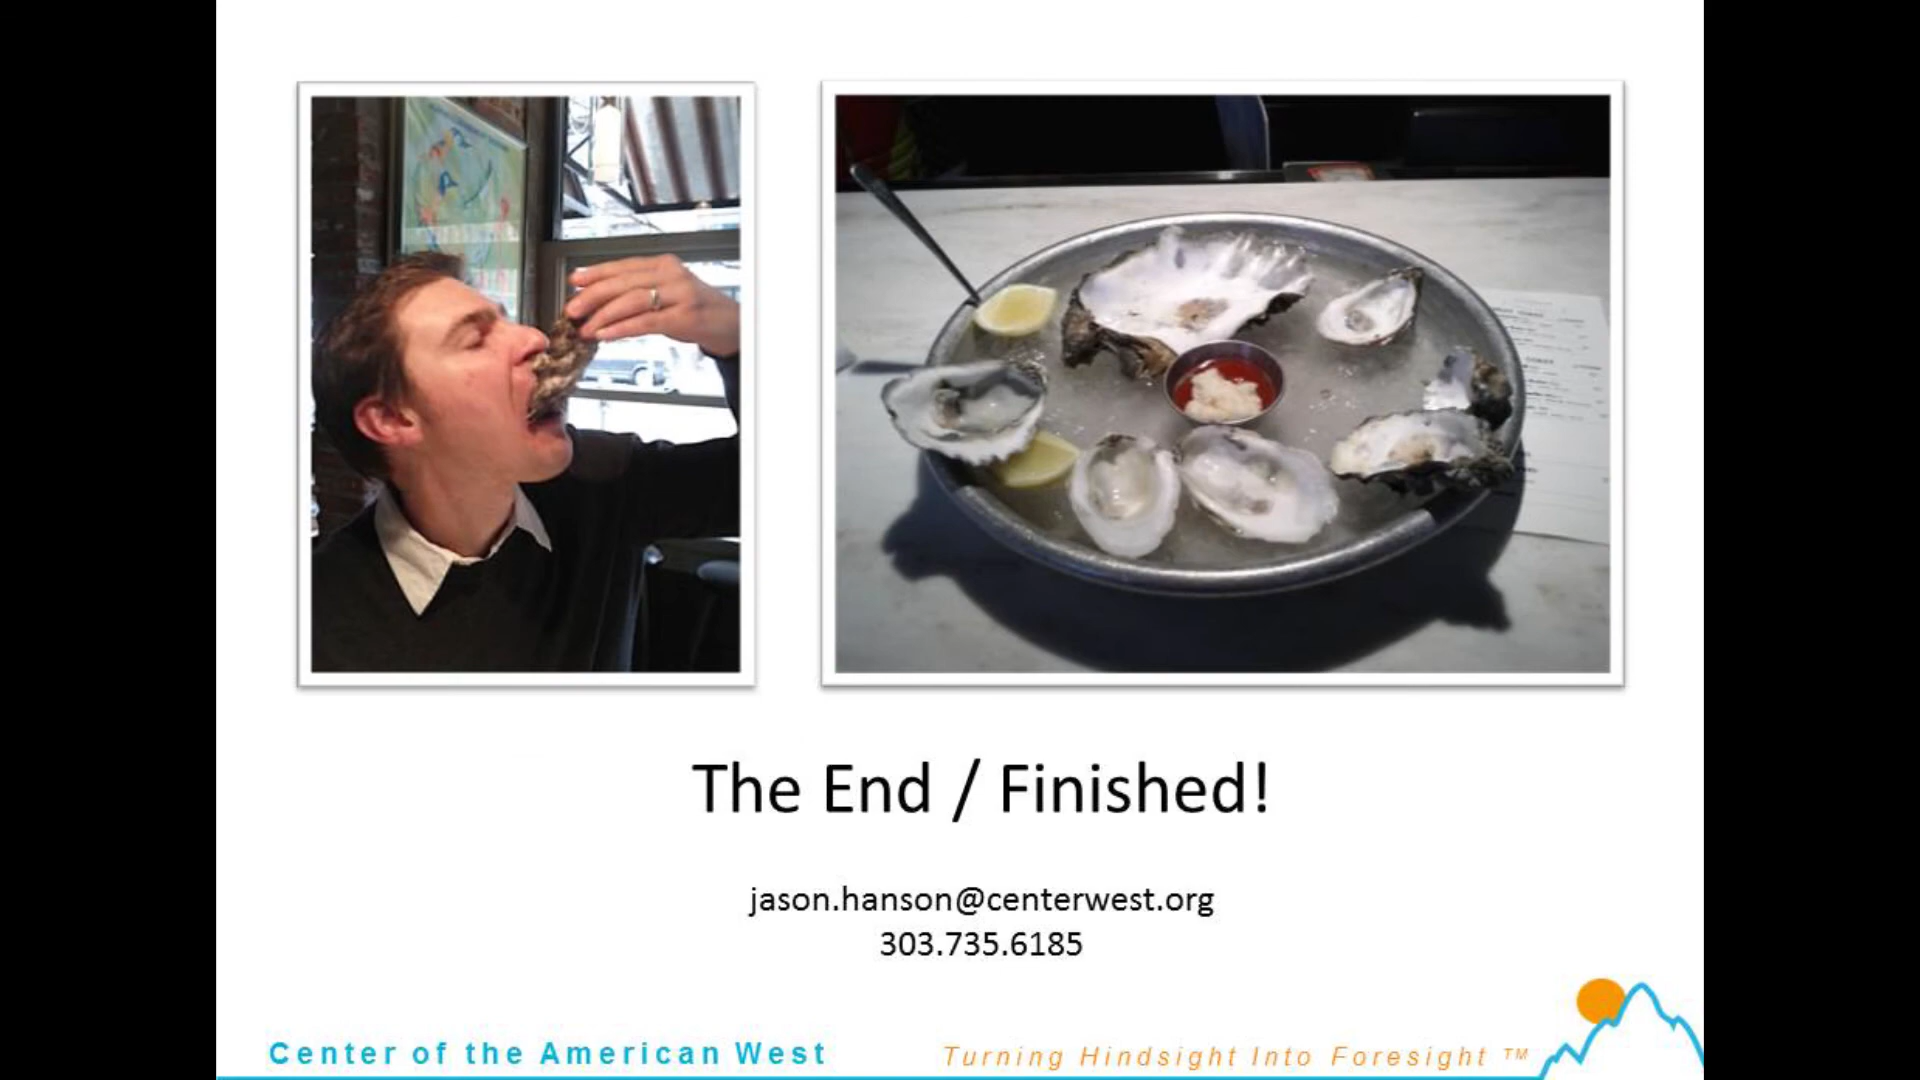 The End / Finished!
jason.hanson@centerwest.org
303.735.6185
Center of the American West
Turning Hindsight Into Foresight ™